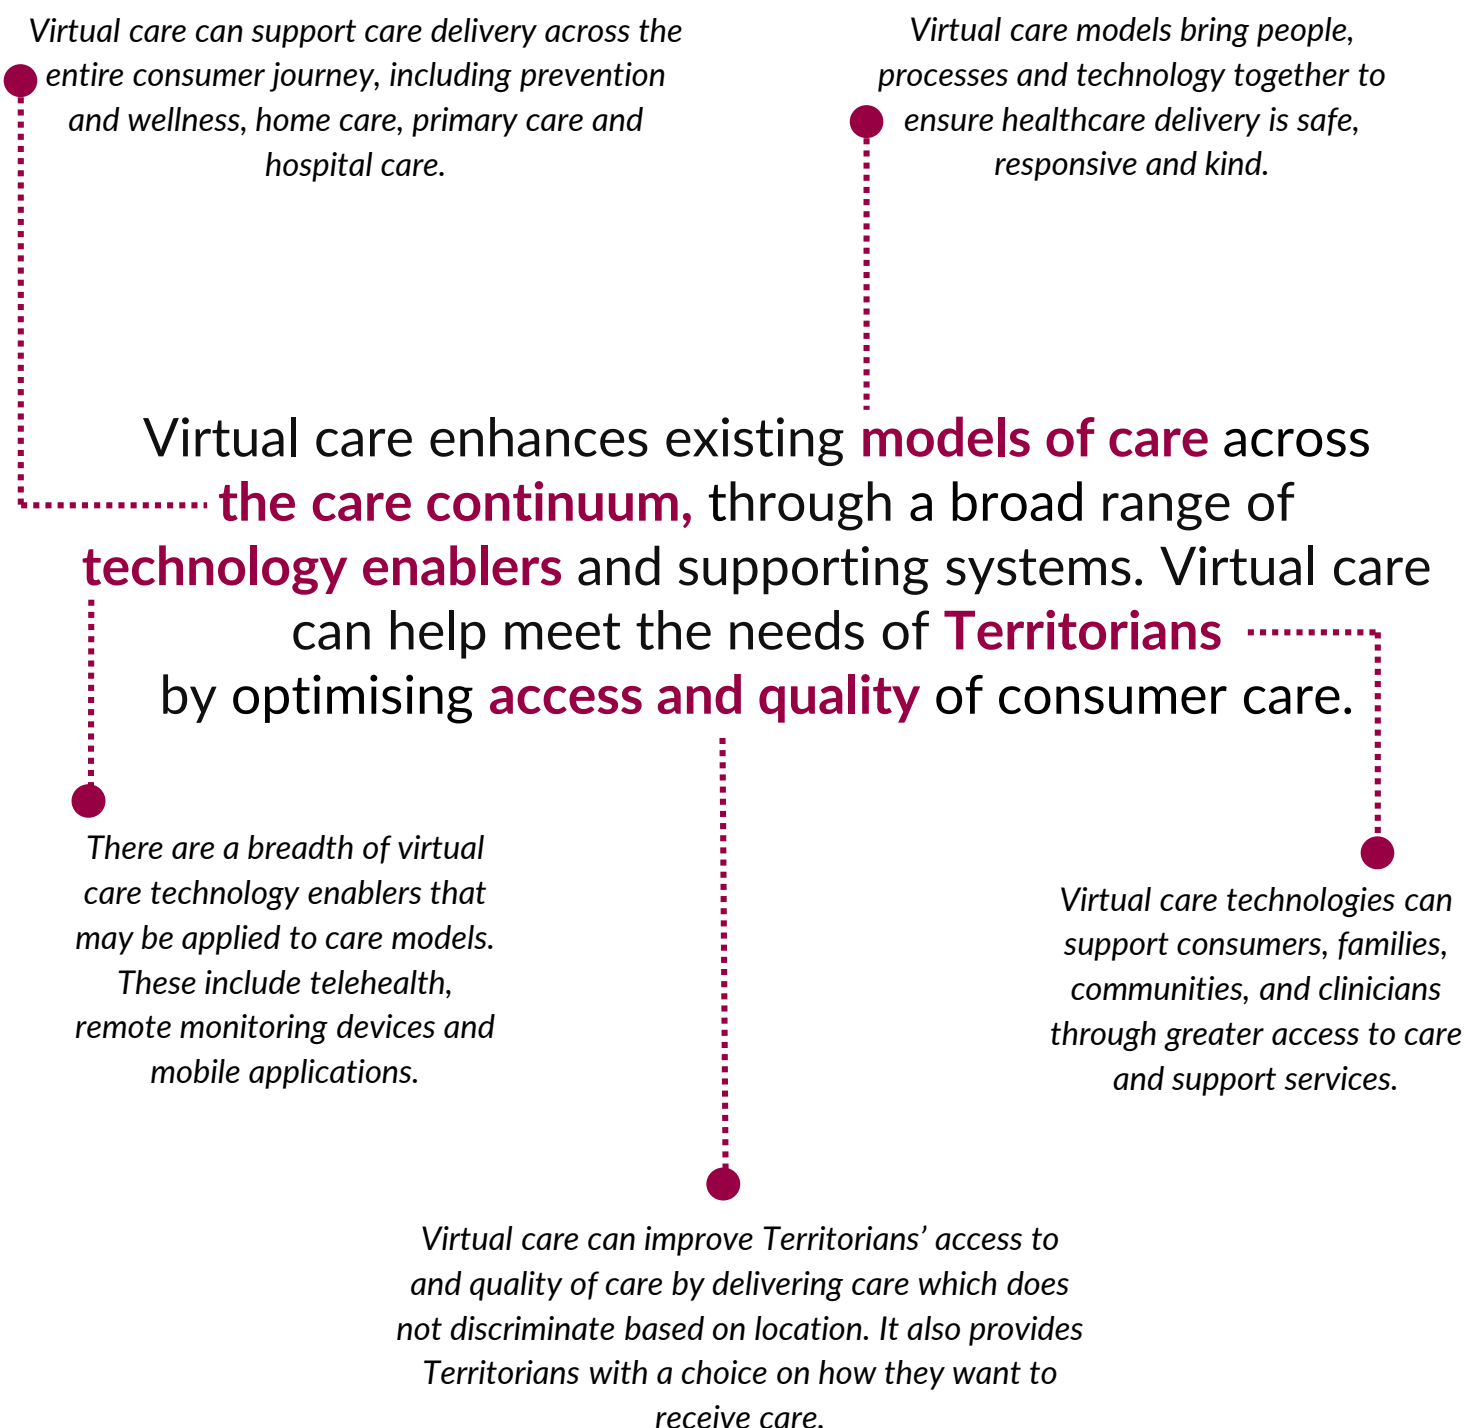 Virtual care can support care delivery across the
entire consumer journey, including prevention
and wellness, home care, primary care and
hospital care.
Virtual care models bring people,
processes and technology together to
ensure healthcare delivery is safe,
responsive and kind.
Virtual care enhances existing models of care across
the care continuum, through a broad range of
technology enablers and supporting systems. Virtual care
can help meet the needs of Territorians
by optimising access and quality of consumer care.
There are a breadth of virtual
care technology enablers that
may be applied to care models.
These include telehealth,
remote monitoring devices and
mobile applications.
Virtual care technologies can
support consumers, families,
communities, and clinicians
through greater access to care
and support services.
Virtual care can improve Territorians’ access to
and quality of care by delivering care which does
not discriminate based on location. It also provides
Territorians with a choice on how they want to
receive care.